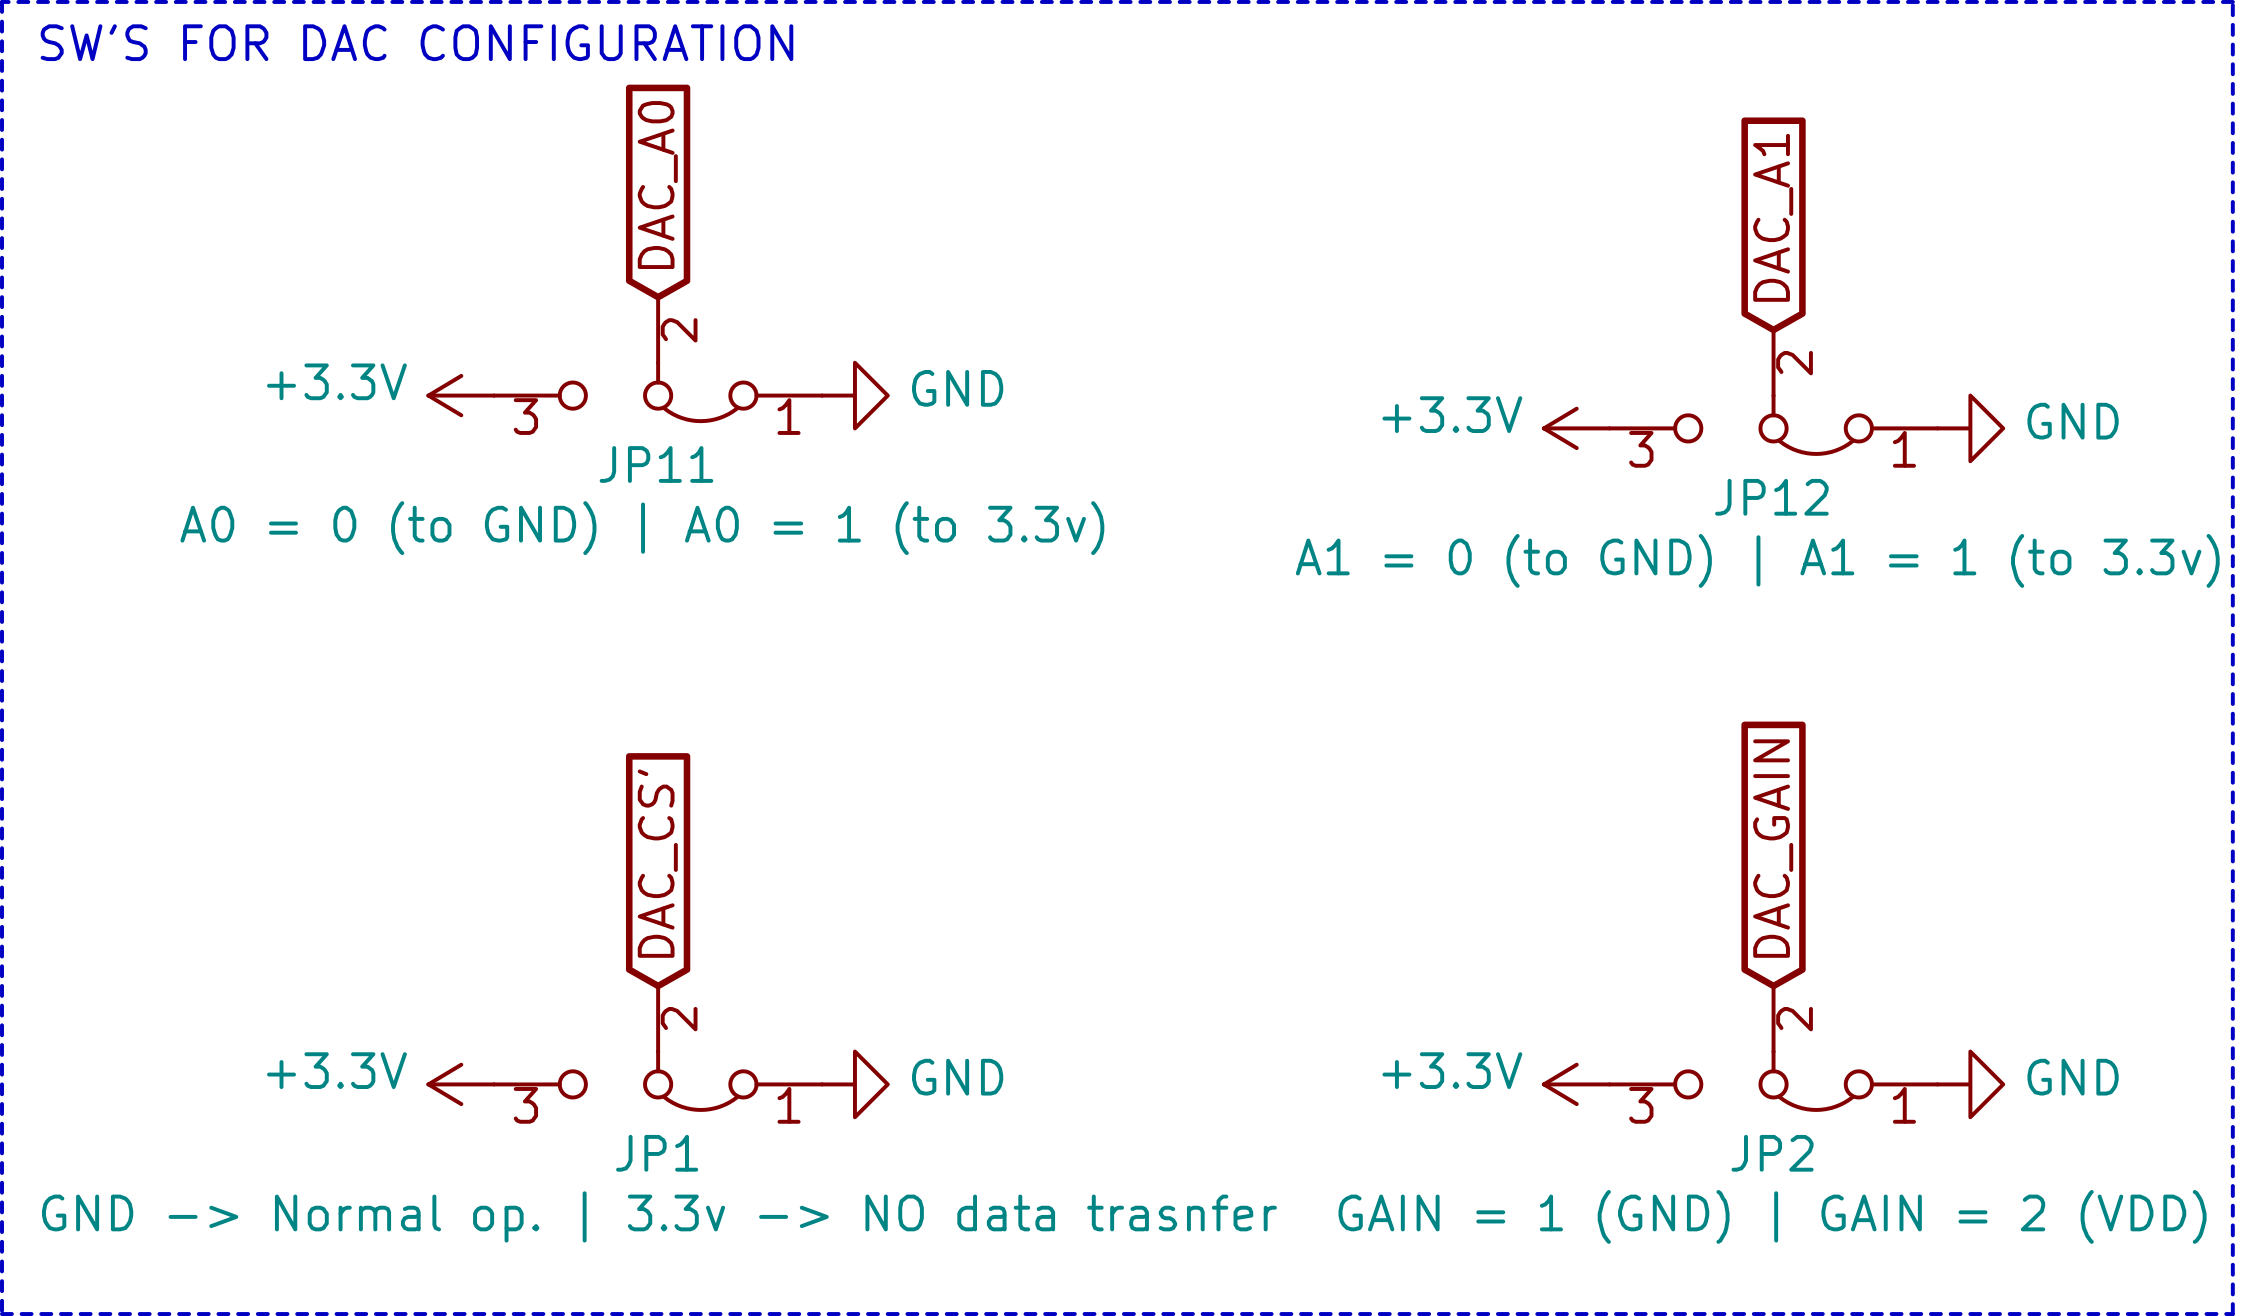 SW'S FOR DAC CONFIGURATION
DAC_A0
2
+3.3V
3
1
GND
JP11
A0 = 0 (to GND) | A0 = 1 (to 3.3v)
DAC_A1
2
+3.3V
3
1
GND
JP12
A1 = 0 (to GND) | A1 = 1 (to 3.3v)
DAC_CS'
2
+3.3V
3
1
GND
JP1
GND -> Normal op. | 3.3v -> NO data trasnfer
DAC_GAIN
2
+3.3V
3
1
GND
JP2
GAIN = 1 (GND) | GAIN = 2 (VDD)